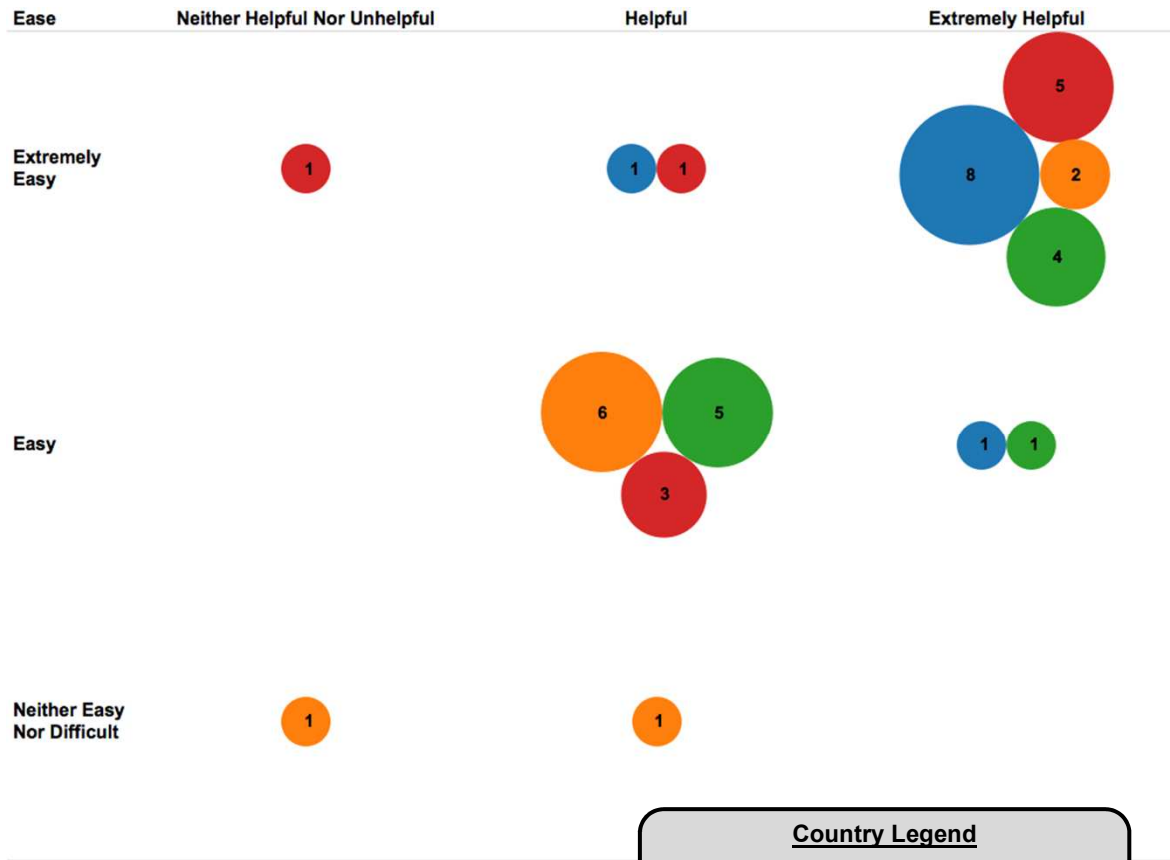 Ease Neither Helpful Nor Unhelpful Helpful Extremely Helpful
5
Extremely
Easy
1 1 1 8 2
4
6 5
Easy 1 1
3
Neither Easy
Nor Difficult
1 1
Country Legend